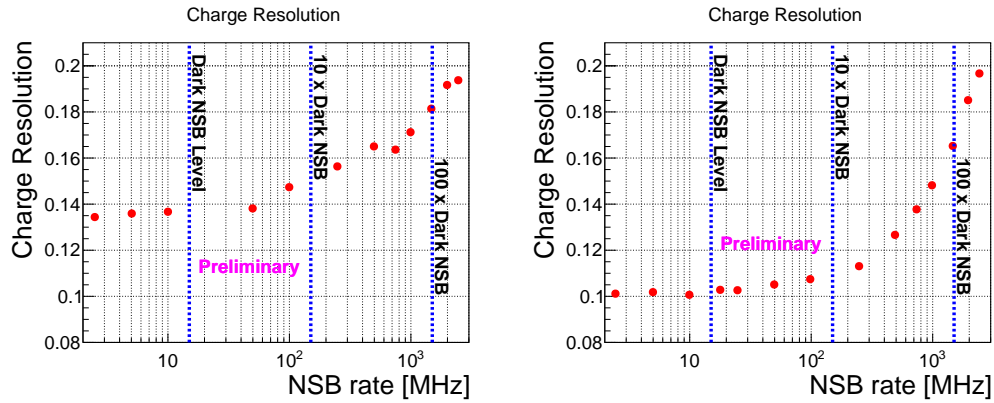 Charge Resolution
Charge Resolution
0.2
0.18
0.16
0.14
0.12
0.1
0.08
Dark NSB Level
10 x Dark NSB
100 x Dark NSB
Preliminary
10
10²
10³
NSB rate [MHz]
Charge Resolution
Charge Resolution
0.2
0.18
0.16
0.14
0.12
0.1
0.08
Dark NSB Level
10 x Dark NSB
100 x Dark NSB
Preliminary
10
10²
10³
NSB rate [MHz]